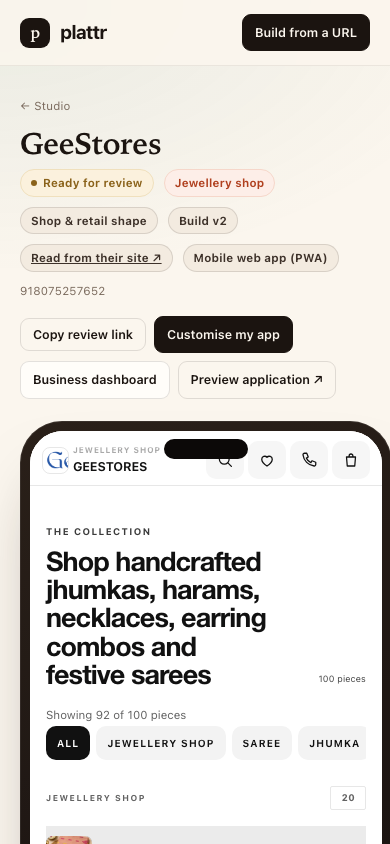 p plattr
Build from a URL
← Studio
GeeStores
Ready for review
Jewellery shop
Shop & retail shape
Build v2
Read from their site ↗
Mobile web app (PWA)
918075257652
Copy review link
Customise my app
Business dashboard
Preview application ↗
JEWELLERY SHOP
GEESTORES
THE COLLECTION
Shop handcrafted
jhumkas, harams,
necklaces, earring
combos and
festive sarees
100 pieces
Showing 92 of 100 pieces
ALL
JEWELLERY SHOP
SAREE
JHUMKA
JEWELLERY SHOP
20